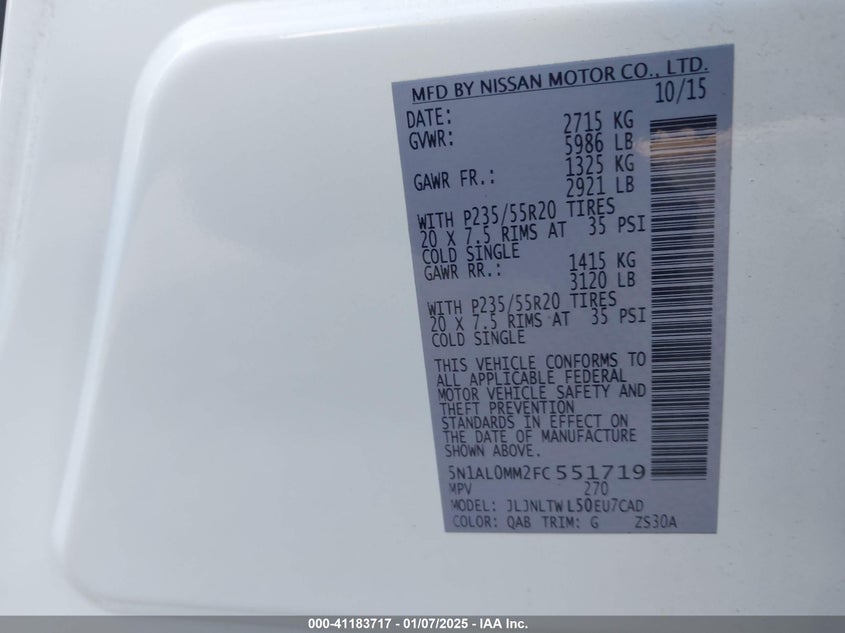 MFD BY NISSAN MOTOR CO., LTD.
DATE: 10/15
GVWR: 2715 KG
5986 LB
GAWR FR.: 1325 KG
2921 LB
WITH P235/55R20 TIRES
20 X 7.5 RIMS AT 35 PSI
COLD SINGLE
GAWR RR.: 1415 KG
3120 LB
WITH P235/55R20 TIRES
20 X 7.5 RIMS AT 35 PSI
COLD SINGLE
THIS VEHICLE CONFORMS TO
ALL APPLICABLE FEDERAL
MOTOR VEHICLE SAFETY AND
THEFT PREVENTION
STANDARDS IN EFFECT ON
THE DATE OF MANUFACTURE
SHOWN ABOVE.
5N1AL0MM2FC551719
MPV 270
MODEL: JLJNLTW L50EU7CAD
COLOR: QAB TRIM: G ZS30A
000-41183717 | 01/07/2025 | IAA Inc.